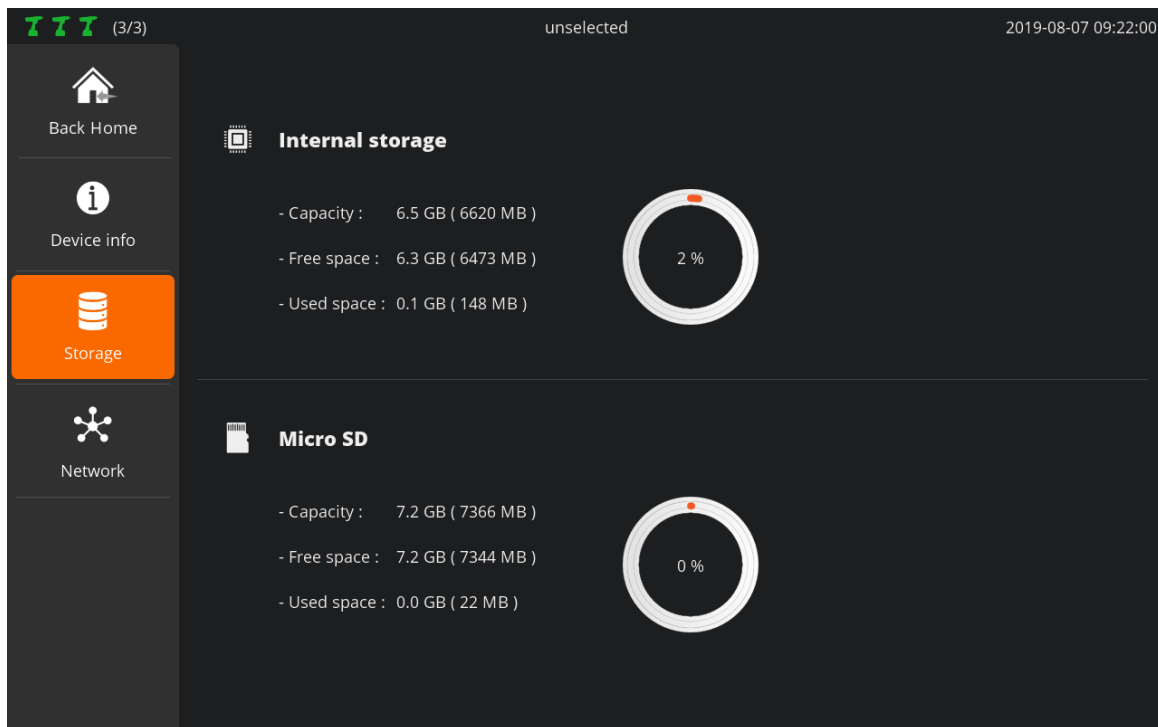 (3/3)
unselected
2019-08-07 09:22:00
Back Home
Device info
Storage
Network
Internal storage
- Capacity : 6.5 GB ( 6620 MB )
- Free space : 6.3 GB ( 6473 MB )
- Used space : 0.1 GB ( 148 MB )
2 %
Micro SD
- Capacity : 7.2 GB ( 7366 MB )
- Free space : 7.2 GB ( 7344 MB )
- Used space : 0.0 GB ( 22 MB )
0 %